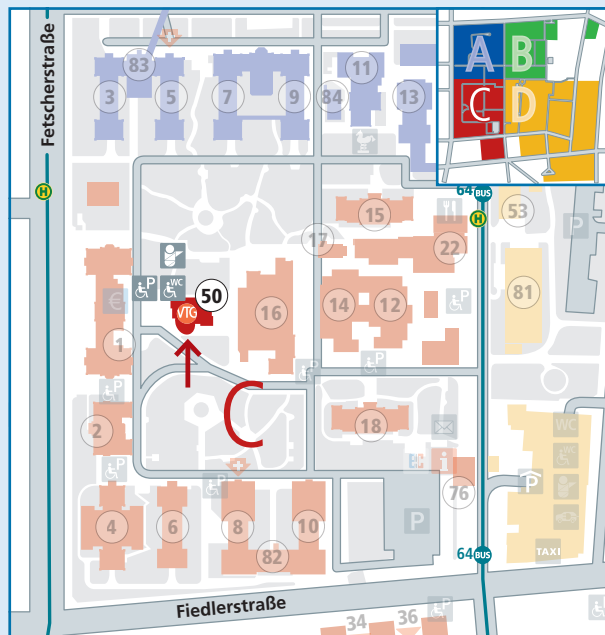 Fetscherstraße
83
3
5
7
9
84
11
13
A
B
C
D
H
64 BUS
H
15
53
P
17
22
P
WC
50
VTG
€
16
14
12
P
81
1
P
P
P
C
2
18
WC
P
P
WC
i
76
P
4
6
8
10
P
82
64 BUS
TAXI
Fiedlerstraße
34
36
P